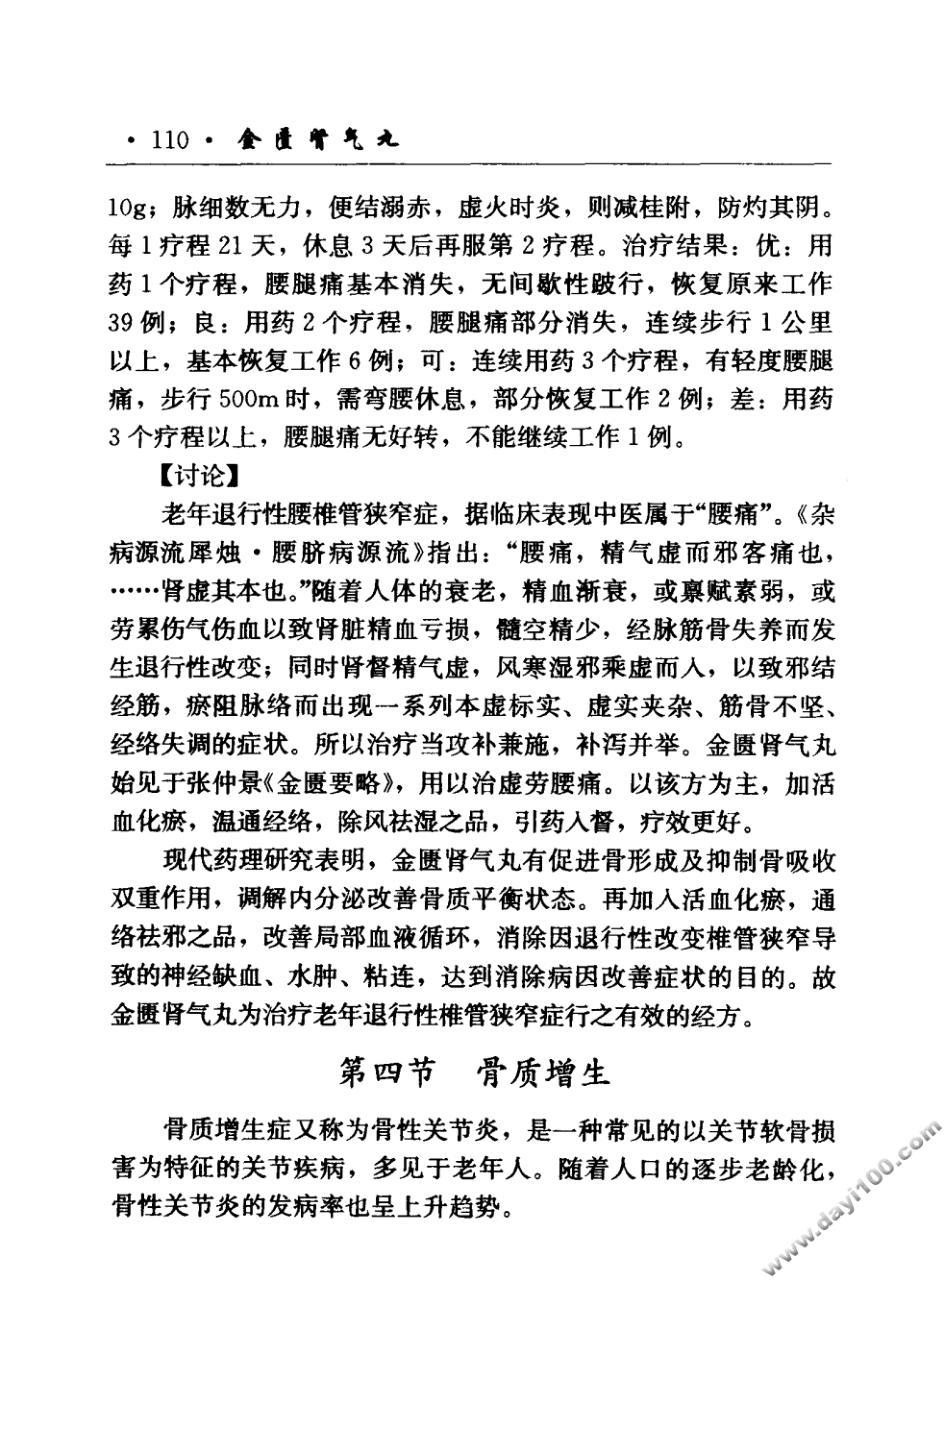 ·110· 金匮肾气丸
10g；脉细数无力，便结溺赤，虚火时炎，则减桂附，防灼其阴。
每1疗程21天，休息3天后再服第2疗程。治疗结果：优：用
药1个疗程，腰腿痛基本消失，无间歇性跛行，恢复原来工作
39例；良：用药2个疗程，腰腿痛部分消失，连续步行1公里
以上，基本恢复工作6例；可：连续用药3个疗程，有轻度腰腿
痛，步行500m时，需弯腰休息，部分恢复工作2例；差：用药
3个疗程以上，腰腿痛无好转，不能继续工作1例。
【讨论】
老年退行性腰椎管狭窄症，据临床表现中医属于“腰痛”。《杂
病源流犀烛·腰脐病源流》指出：“腰痛，精气虚而邪客痛也，
……肾虚其本也。”随着人体的衰老，精血渐衰，或禀赋素弱，或
劳累伤气伤血以致肾脏精血亏损，髓空精少，经脉筋骨失养而发
生退行性改变；同时肾督精气虚，风寒湿邪乘虚而入，以致邪结
经筋，瘀阻脉络而出现一系列本虚标实、虚实夹杂、筋骨不坚、
经络失调的症状。所以治疗当攻补兼施，补泻并举。金匮肾气丸
始见于张仲景《金匮要略》，用以治虚劳腰痛。以该方为主，加活
血化瘀，温通经络，除风祛湿之品，引药入督，疗效更好。
现代药理研究表明，金匮肾气丸有促进骨形成及抑制骨吸收
双重作用，调解内分泌改善骨质平衡状态。再加入活血化瘀，通
络祛邪之品，改善局部血液循环，消除因退行性改变椎管狭窄导
致的神经缺血、水肿、粘连，达到消除病因改善症状的目的。故
金匮肾气丸为治疗老年退行性椎管狭窄症行之有效的经方。
第四节 骨质增生
骨质增生症又称为骨性关节炎，是一种常见的以关节软骨损
害为特征的关节疾病，多见于老年人。随着人口的逐步老龄化，
骨性关节炎的发病率也呈上升趋势。
www.dayi100.com